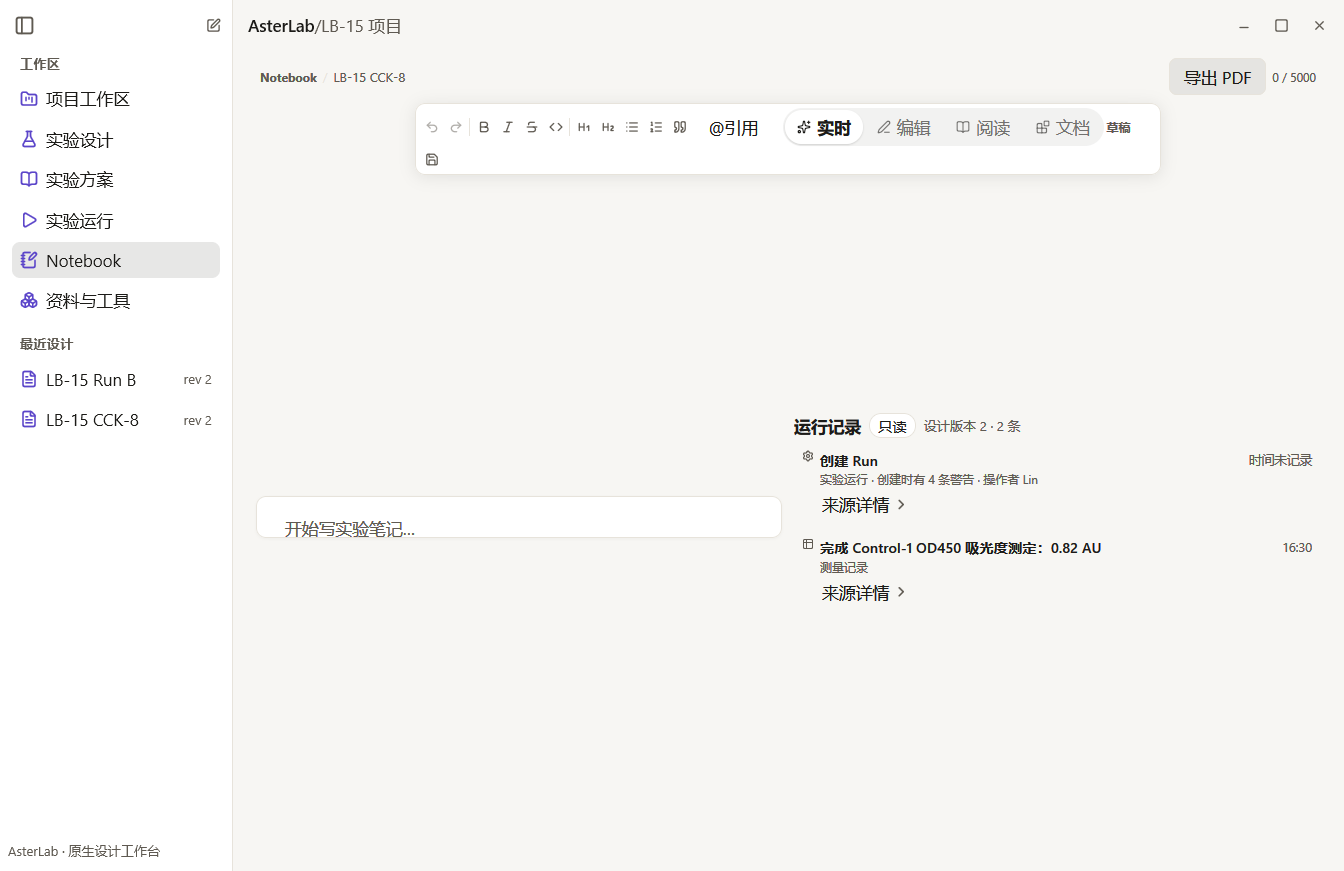 AsterLab/LB-15 项目
工作区
项目工作区
实验设计
实验方案
实验运行
Notebook
资料与工具
最近设计
LB-15 Run B rev 2
LB-15 CCK-8 rev 2
AsterLab · 原生设计工作台
Notebook / LB-15 CCK-8
导出 PDF 0 / 5000
B I S <> H1 H2 @引用 实时 编辑 阅读 文档 草稿
开始写实验笔记...
运行记录 只读 设计版本 2 · 2 条
创建 Run 时间未记录
实验运行 · 创建时有 4 条警告 · 操作者 Lin
来源详情
完成 Control-1 OD450 吸光度测定：0.82 AU 16:30
测量记录
来源详情